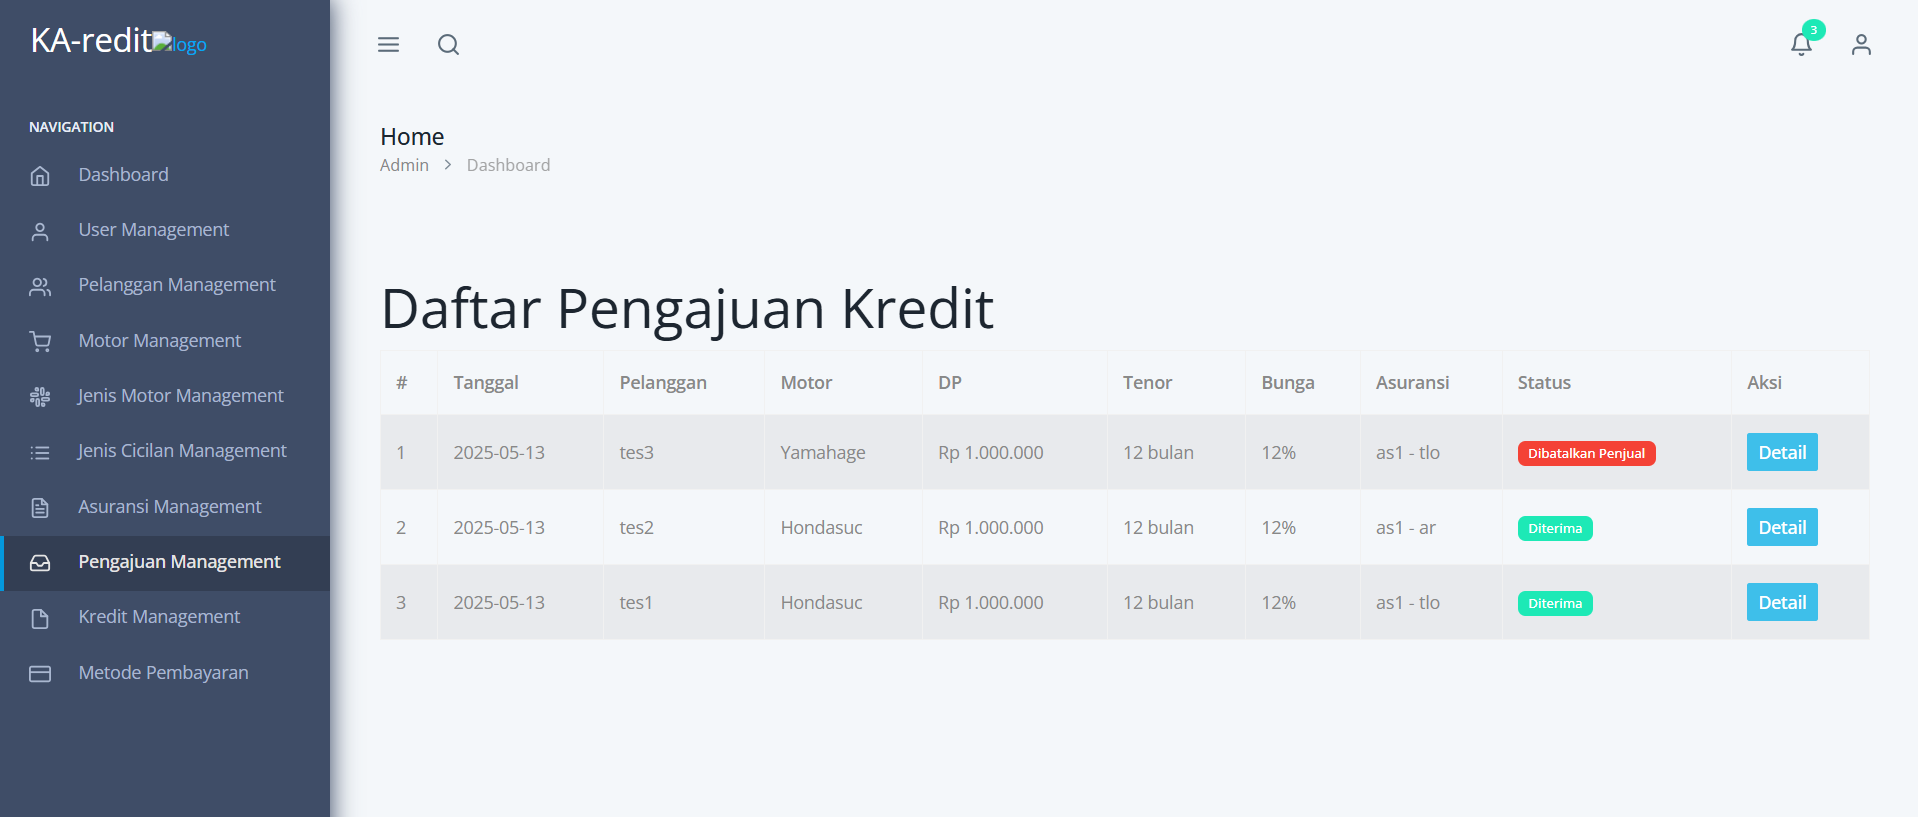 KA-redit logo
NAVIGATION
Dashboard
User Management
Pelanggan Management
Motor Management
Jenis Motor Management
Jenis Cicilan Management
Asuransi Management
Pengajuan Management
Kredit Management
Metode Pembayaran
3
Home
Admin > Dashboard
Daftar Pengajuan Kredit
# Tanggal Pelanggan Motor DP Tenor Bunga Asuransi Status Aksi
1 2025-05-13 tes3 Yamahage Rp 1.000.000 12 bulan 12% as1 - tlo Dibatalkan Penjual Detail
2 2025-05-13 tes2 Hondasuc Rp 1.000.000 12 bulan 12% as1 - ar Diterima Detail
3 2025-05-13 tes1 Hondasuc Rp 1.000.000 12 bulan 12% as1 - tlo Diterima Detail